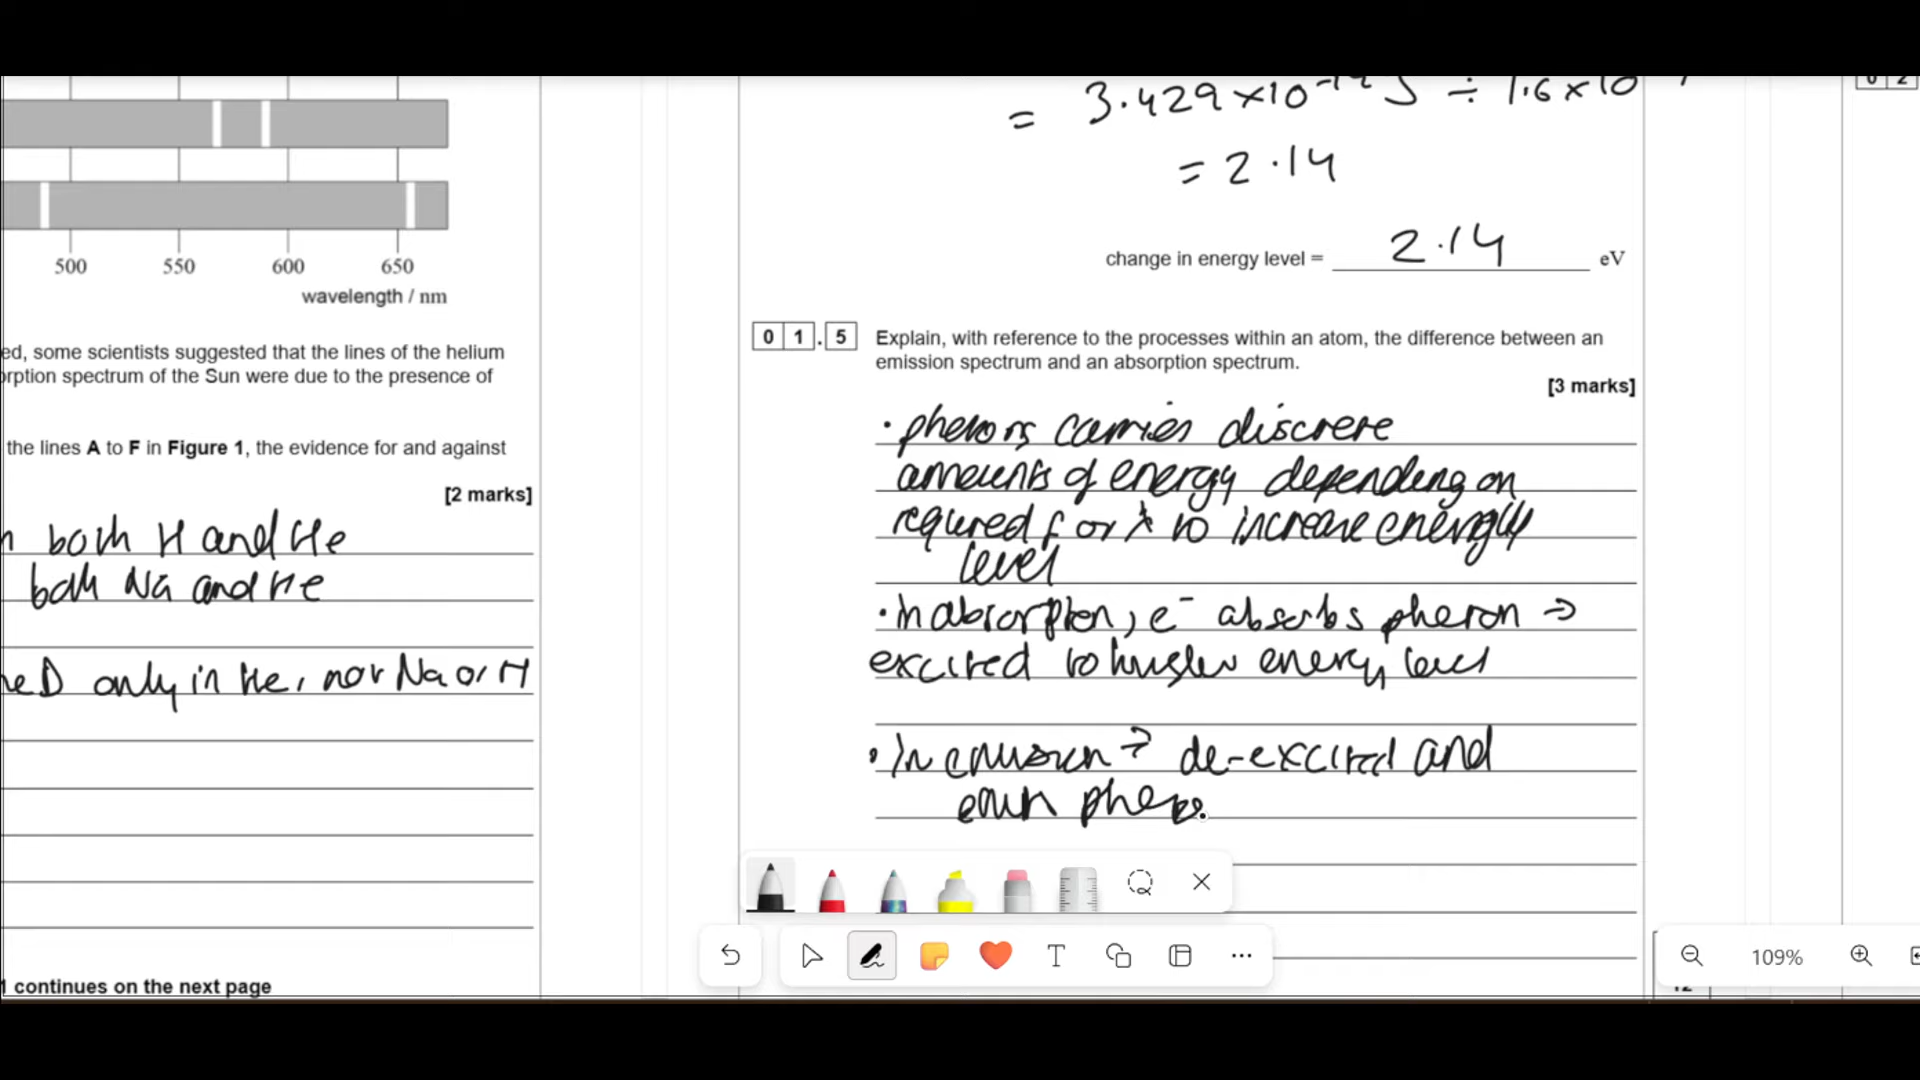 = 3.429 x 10 J ÷ 1.6 x 10
= 2.14
change in energy level = 2.14 eV
0 2
500 550 600 650
wavelength / nm
ed, some scientists suggested that the lines of the helium
orption spectrum of the Sun were due to the presence of
the lines A to F in Figure 1, the evidence for and against
[2 marks]
both H and He
both Na and He
D only in He, not Na or H
1 continues on the next page
0 1 . 5 Explain, with reference to the processes within an atom, the difference between an
emission spectrum and an absorption spectrum.
[3 marks]
• photons carries discrete
amounts of energy depending on
required f or λ to increase energy
level
• in absorption, e⁻ absorbs photon →
excited to higher energy level
• In emission → de-excited and
emit
T
109%
12